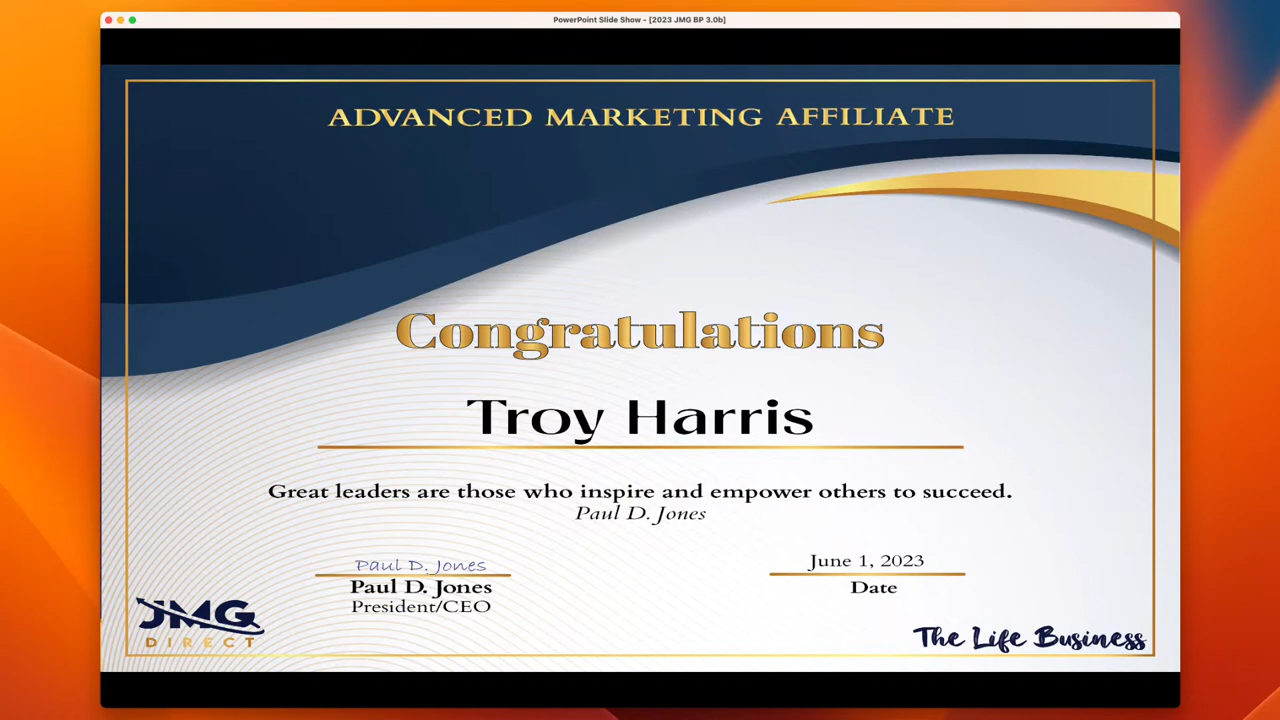 PowerPoint Slide Show - [2023 JMG BP 3.0b]
ADVANCED MARKETING AFFILIATE
Congratulations
Troy Harris
Great leaders are those who inspire and empower others to succeed.
Paul D. Jones
Paul D. Jones
Paul D. Jones
President/CEO
June 1, 2023
Date
JMG
DIRECT
The Life Business